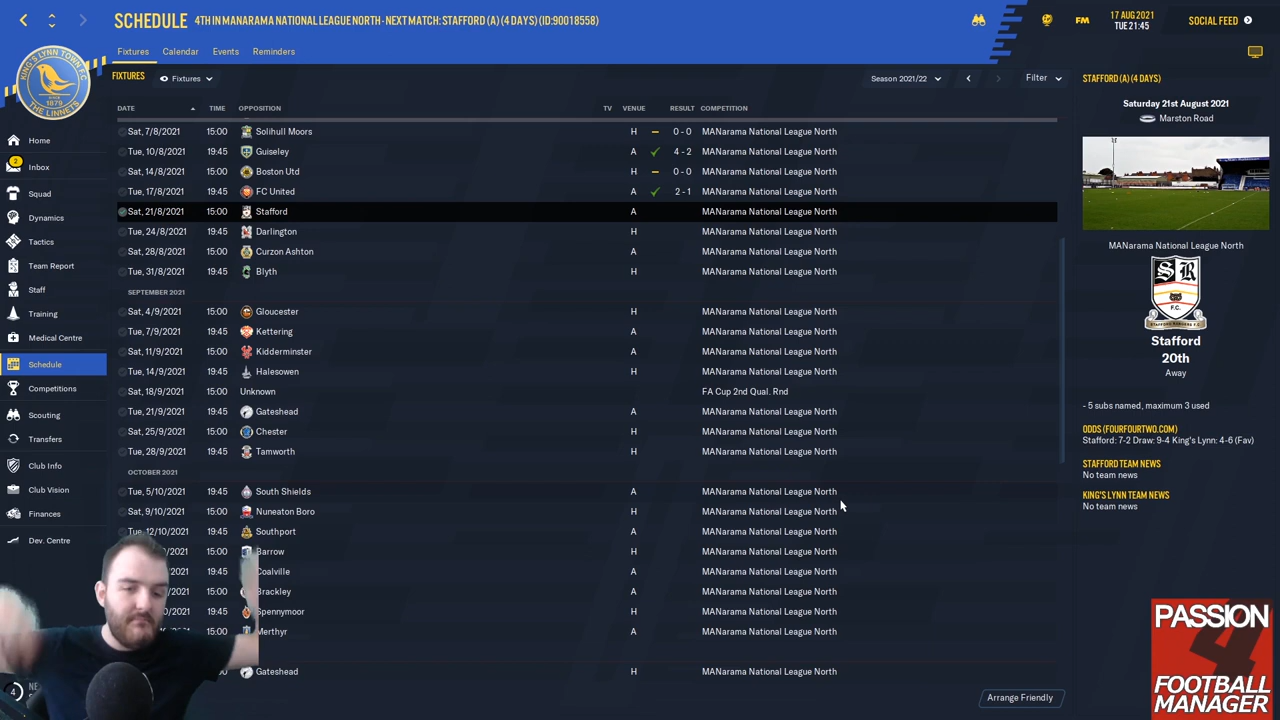 SCHEDULE
4TH IN MANARAMA NATIONAL LEAGUE NORTH - NEXT MATCH: STAFFORD (A) (4 DAYS) (ID:90018558)
FM
17 AUG 2021
TUE 21:45
SOCIAL FEED
Fixtures Calendar Events Reminders
KING'S LYNN TOWN F.C.
1879
THE LINNETS
FIXTURES
Fixtures
Season 2021/22
Filter
DATE TIME OPPOSITION TV VENUE RESULT COMPETITION
Sat, 7/8/2021 15:00 Solihull Moors H 0 - 0 MANarama National League North
Tue, 10/8/2021 19:45 Guiseley A 4 - 2 MANarama National League North
Sat, 14/8/2021 15:00 Boston Utd H 0 - 0 MANarama National League North
Tue, 17/8/2021 19:45 FC United A 2 - 1 MANarama National League North
Sat, 21/8/2021 15:00 Stafford A MANarama National League North
Tue, 24/8/2021 19:45 Darlington H MANarama National League North
Sat, 28/8/2021 15:00 Curzon Ashton A MANarama National League North
Tue, 31/8/2021 19:45 Blyth H MANarama National League North
SEPTEMBER 2021
Sat, 4/9/2021 15:00 Gloucester H MANarama National League North
Tue, 7/9/2021 19:45 Kettering A MANarama National League North
Sat, 11/9/2021 15:00 Kidderminster A MANarama National League North
Tue, 14/9/2021 19:45 Halesowen H MANarama National League North
Sat, 18/9/2021 15:00 Unknown FA Cup 2nd Qual. Rnd
Tue, 21/9/2021 19:45 Gateshead A MANarama National League North
Sat, 25/9/2021 15:00 Chester H MANarama National League North
Tue, 28/9/2021 19:45 Tamworth H MANarama National League North
OCTOBER 2021
Tue, 5/10/2021 19:45 South Shields A MANarama National League North
Sat, 9/10/2021 15:00 Nuneaton Boro H MANarama National League North
Tue, 12/10/2021 19:45 Southport A MANarama National League North
15:00 Barrow H MANarama National League North
19:45 Coalville A MANarama National League North
15:00 Brackley A MANarama National League North
19:45 Spennymoor H MANarama National League North
15:00 Merthyr A MANarama National League North
Gateshead H MANarama National League North
Arrange Friendly
Home
2
Inbox
Squad
Dynamics
Tactics
Team Report
Staff
Training
Medical Centre
Schedule
Competitions
Scouting
Transfers
Club Info
Club Vision
Finances
Dev. Centre
STAFFORD (A) (4 DAYS)
Saturday 21st August 2021
Marston Road
MANarama National League North
S R
F.C.
STAFFORD RANGERS F.C
Stafford
20th
Away
- 5 subs named, maximum 3 used
ODDS (FOURFOURTWO.COM)
Stafford: 7-2 Draw: 9-4 King's Lynn: 4-6 (Fav)
STAFFORD TEAM NEWS
No team news
KING'S LYNN TEAM NEWS
No team news
PASSION
4
FOOTBALL
MANAGER